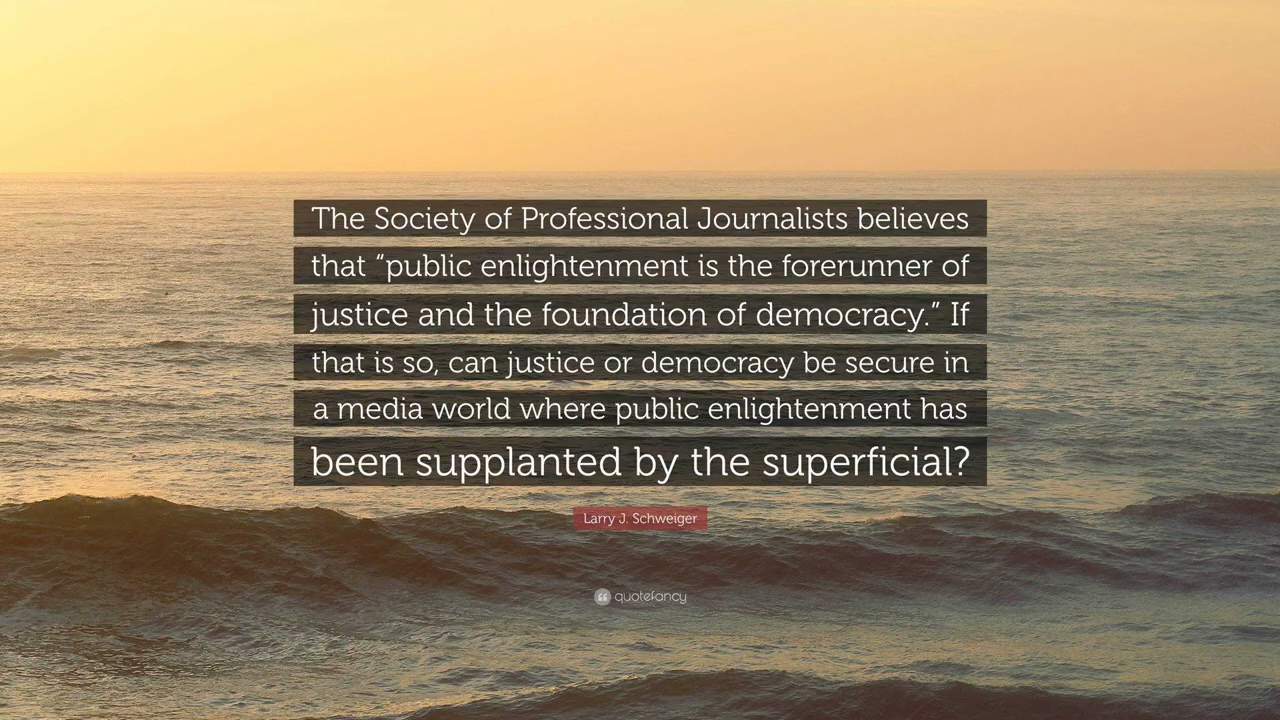 The Society of Professional Journalists believes
that “public enlightenment is the forerunner of
justice and the foundation of democracy.” If
that is so, can justice or democracy be secure in
a media world where public enlightenment has
been supplanted by the superficial?
Larry J. Schweiger
quotefancy